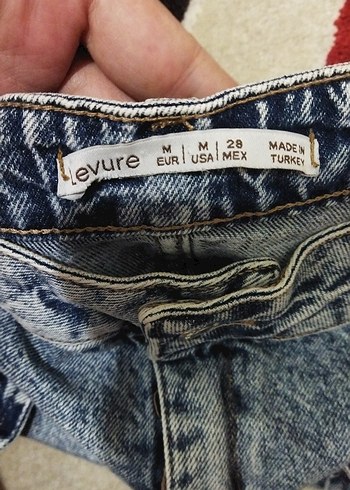 Levure
M EUR | M USA | 28 MEX
MADE IN TURKEY